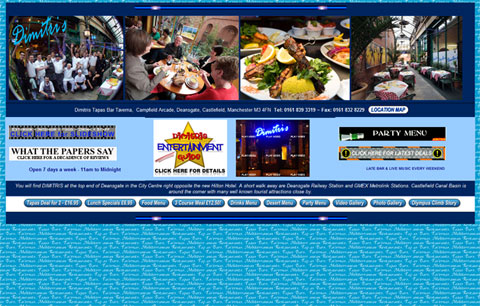 Dimitri's
Dimitris Tapas Bar Taverna, Campfield Arcade, Deansgate, Castlefield, Manchester M3 4FN Tel: 0161 839 3319 - Fax: 0161 832 8229 LOCATION MAP
CLICK HERE 4 SLIDESHOW
WHAT THE PAPERS SAY
CLICK HERE FOR A DECADENCE OF REVIEWS
Open 7 days a week - 11am to Midnight
DIMITRIS
ENTERTAINMENT
GUIDE
CLICK HERE FOR DETAILS
Dimitri's
PARTY MENU
CLICK HERE FOR LATEST DEALS!
LATE BAR & LIVE MUSIC EVERY WEEKEND
You will find DIMITRIS at the top end of Deansgate in the City Centre right opposite the new Hilton Hotel. A short walk away are Deansgate Railway Station and GMEX Metrolink Stations. Castlefield Canal Basin is
around the corner with many well known tourist attractions close by.
Tapas Deal for 2 - £16.95 Lunch Specials £6.95 Food Menu 3 Course Meal £12.50! Drinks Menu Desert Menu Party Menu Video Gallery Photo Gallery Olympus Climb Story